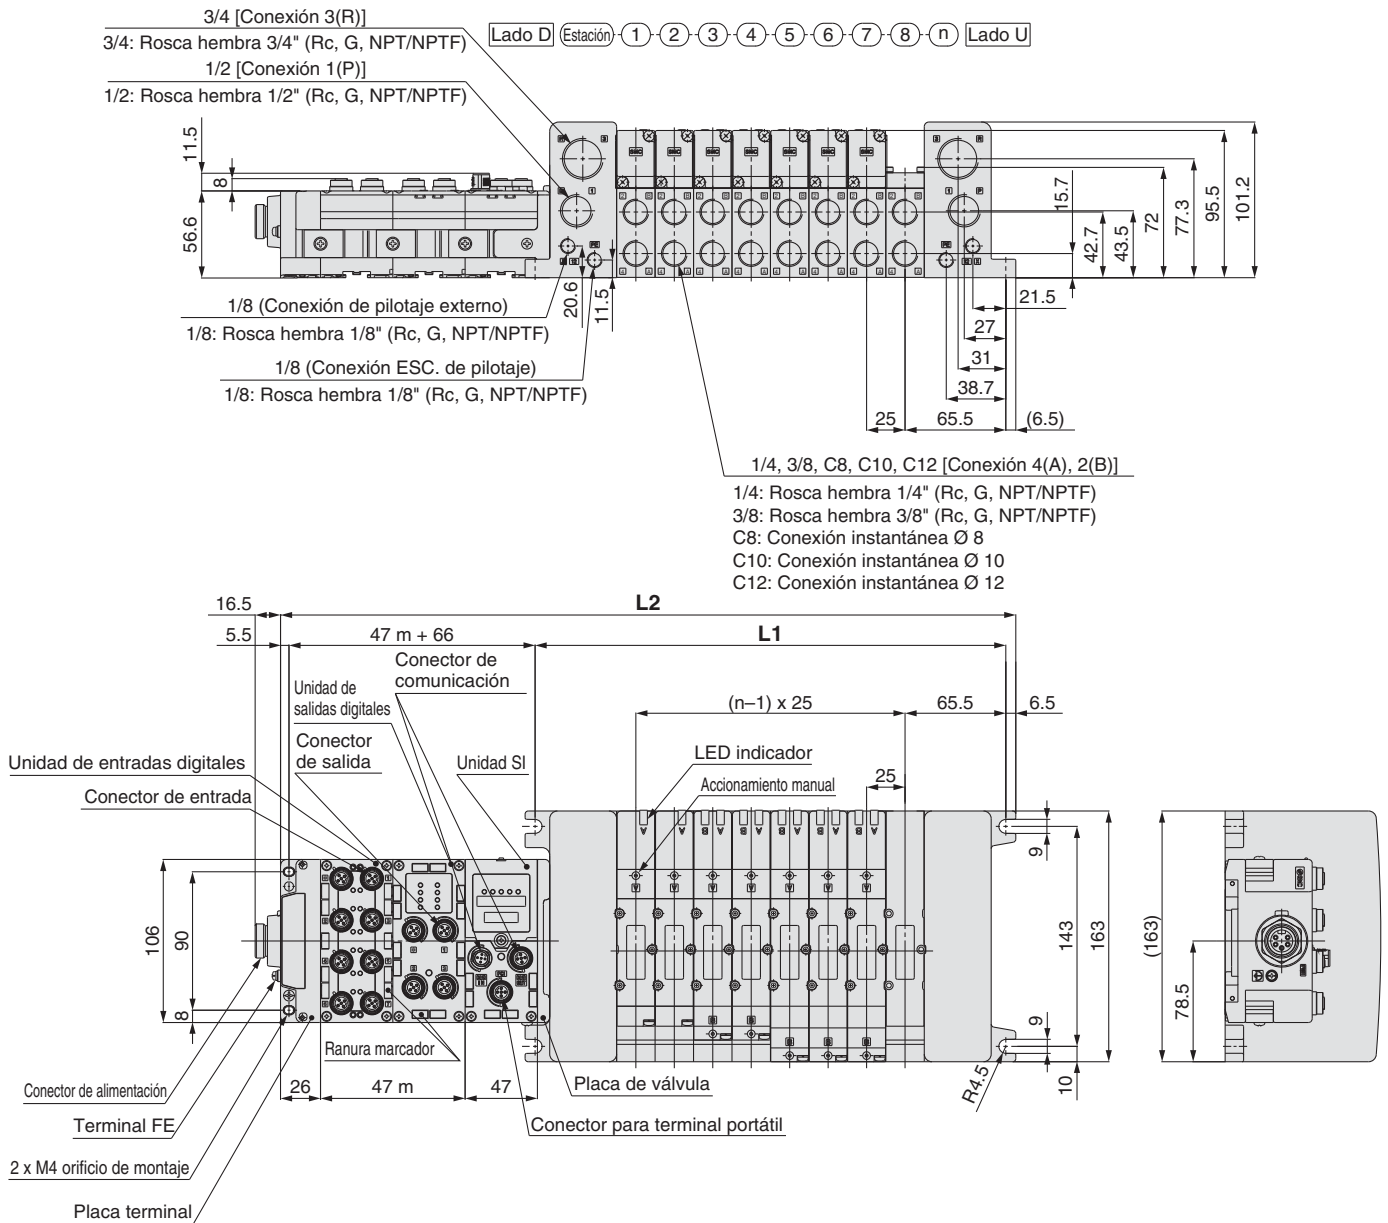 3/4 [Conexión 3(R)]
3/4: Rosca hembra 3/4" (Rc, G, NPT/NPTF)
1/2 [Conexión 1(P)]
1/2: Rosca hembra 1/2" (Rc, G, NPT/NPTF)
Lado D Estación 1 2 3 4 5 6 7 8 n Lado U
11.5
8
56.6
20.6
11.5
15.7
42.7
43.5
72
77.3
95.5
101.2
21.5
27
31
38.7
25
65.5
(6.5)
1/8 (Conexión de pilotaje externo)
1/8: Rosca hembra 1/8" (Rc, G, NPT/NPTF)
1/8 (Conexión ESC. de pilotaje)
1/8: Rosca hembra 1/8" (Rc, G, NPT/NPTF)
1/4, 3/8, C8, C10, C12 [Conexión 4(A), 2(B)]
1/4: Rosca hembra 1/4" (Rc, G, NPT/NPTF)
3/8: Rosca hembra 3/8" (Rc, G, NPT/NPTF)
C8: Conexión instantánea Ø 8
C10: Conexión instantánea Ø 10
C12: Conexión instantánea Ø 12
16.5
L2
5.5
47 m + 66
L1
Conector de
comunicación
Unidad de
salidas digitales
Conector
de salida
Unidad de entradas digitales
Conector de entrada
Unidad SI
(n–1) x 25
65.5
6.5
LED indicador
Accionamiento manual
25
106
90
8
9
143
163
9
10
R4.5
(163)
78.5
Ranura marcador
26
47 m
47
Conector de alimentación
Terminal FE
2 x M4 orificio de montaje
Placa terminal
Placa de válvula
Conector para terminal portátil